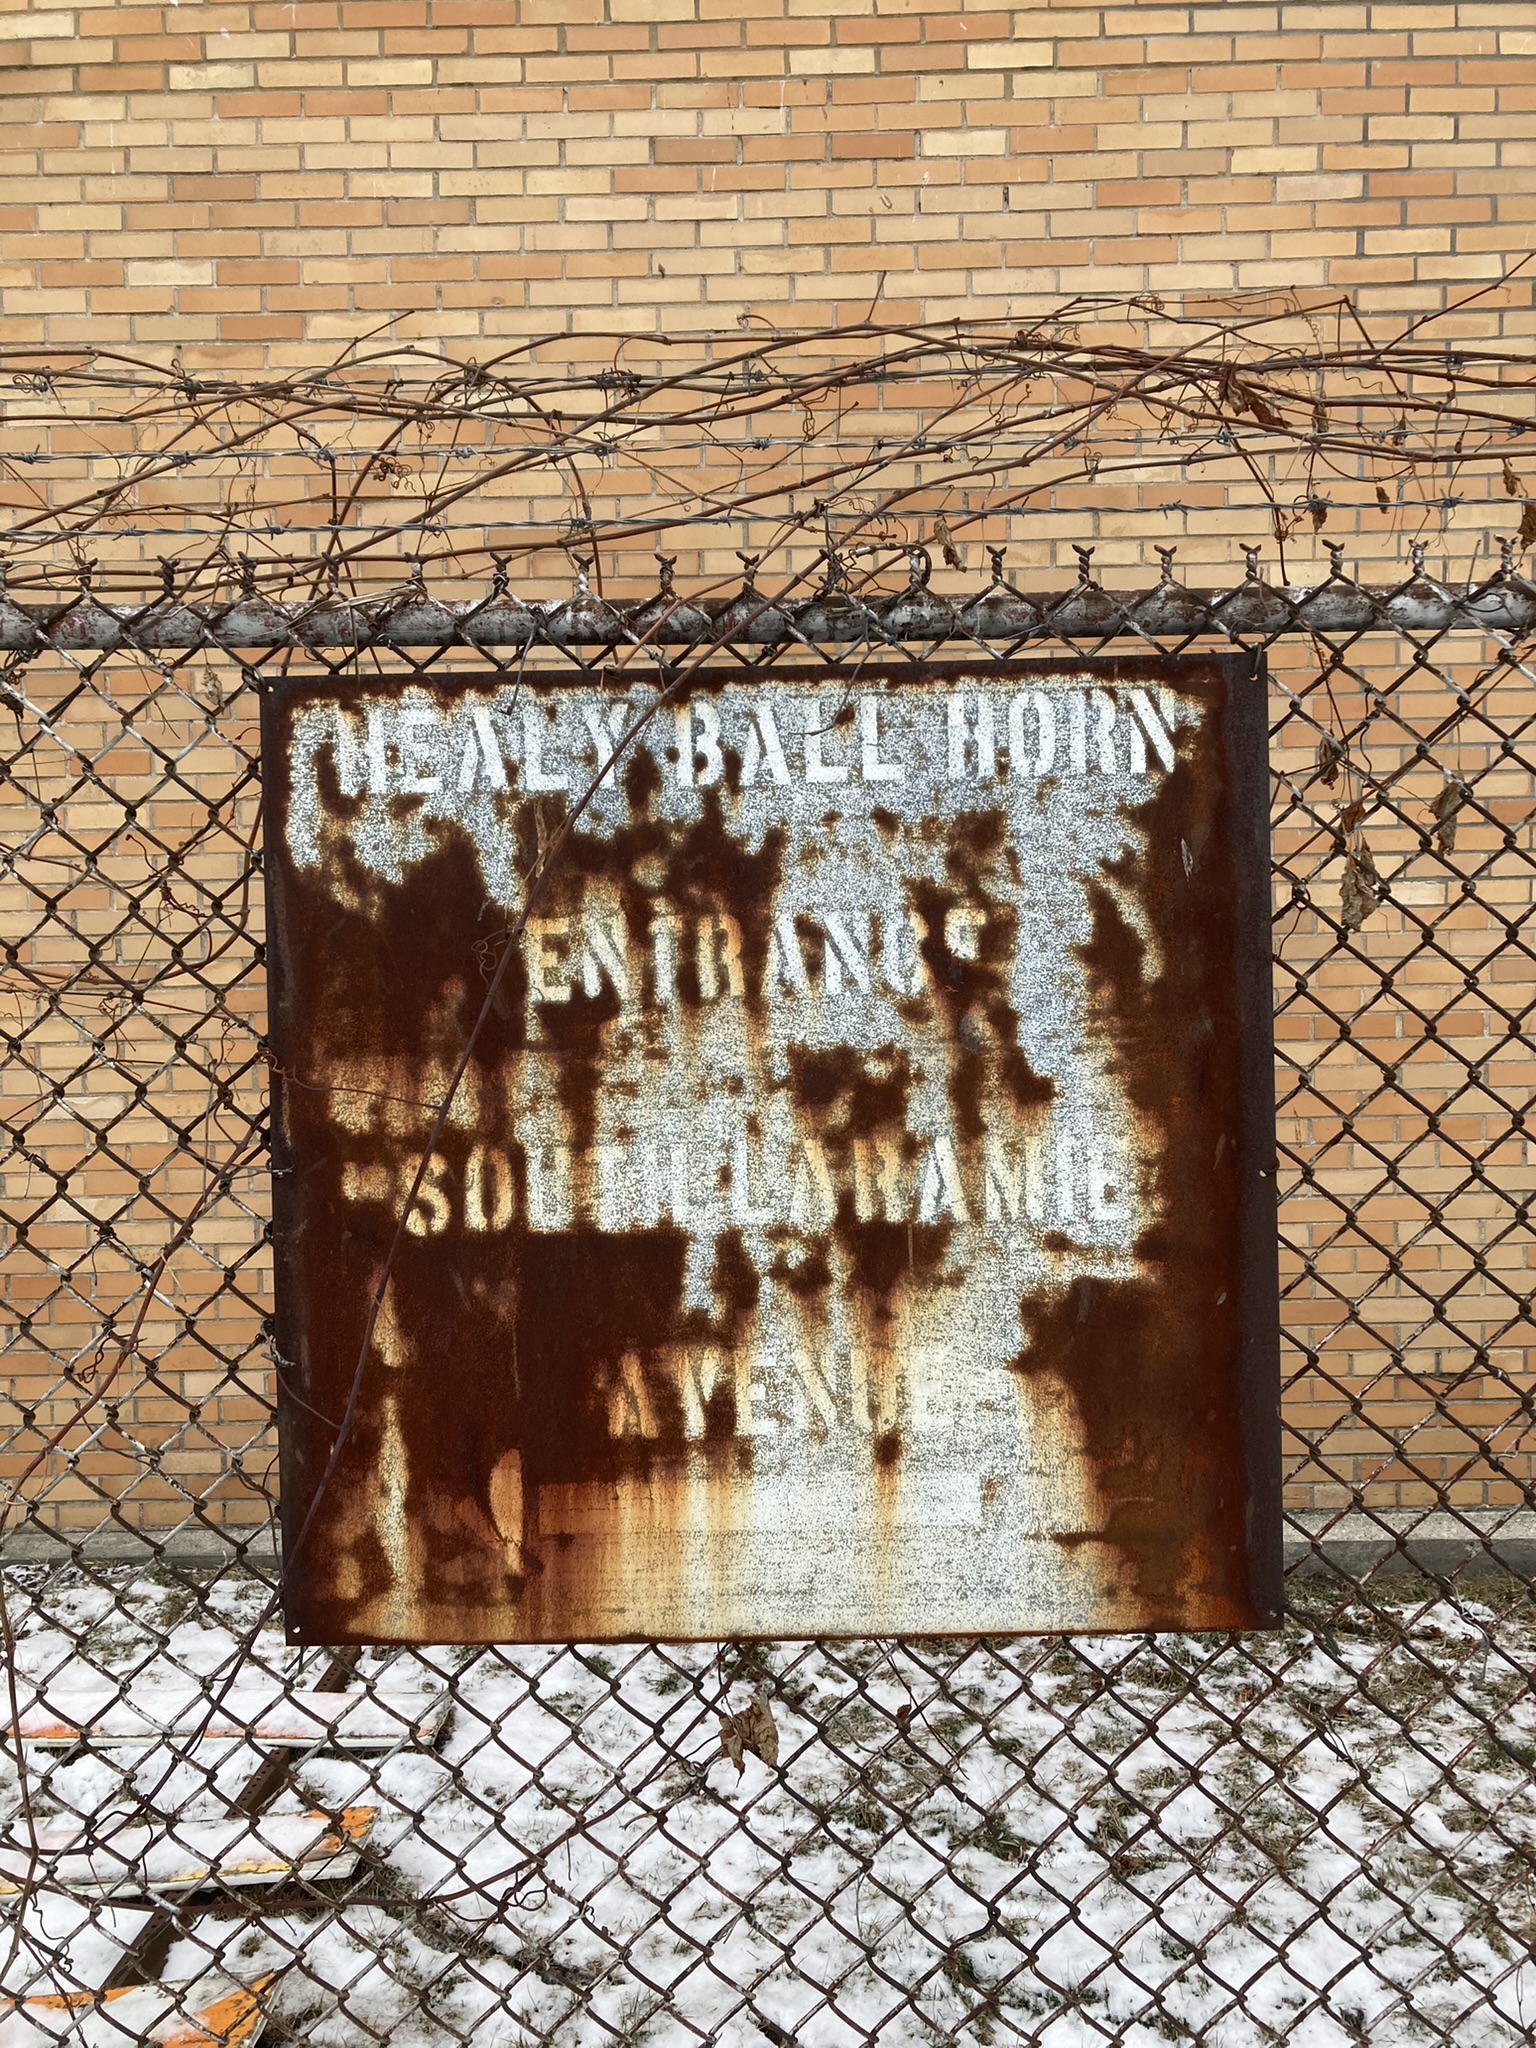 HEALY BALL HORN
ENTRANCE
SOUTH LARAMIE
AVENUE